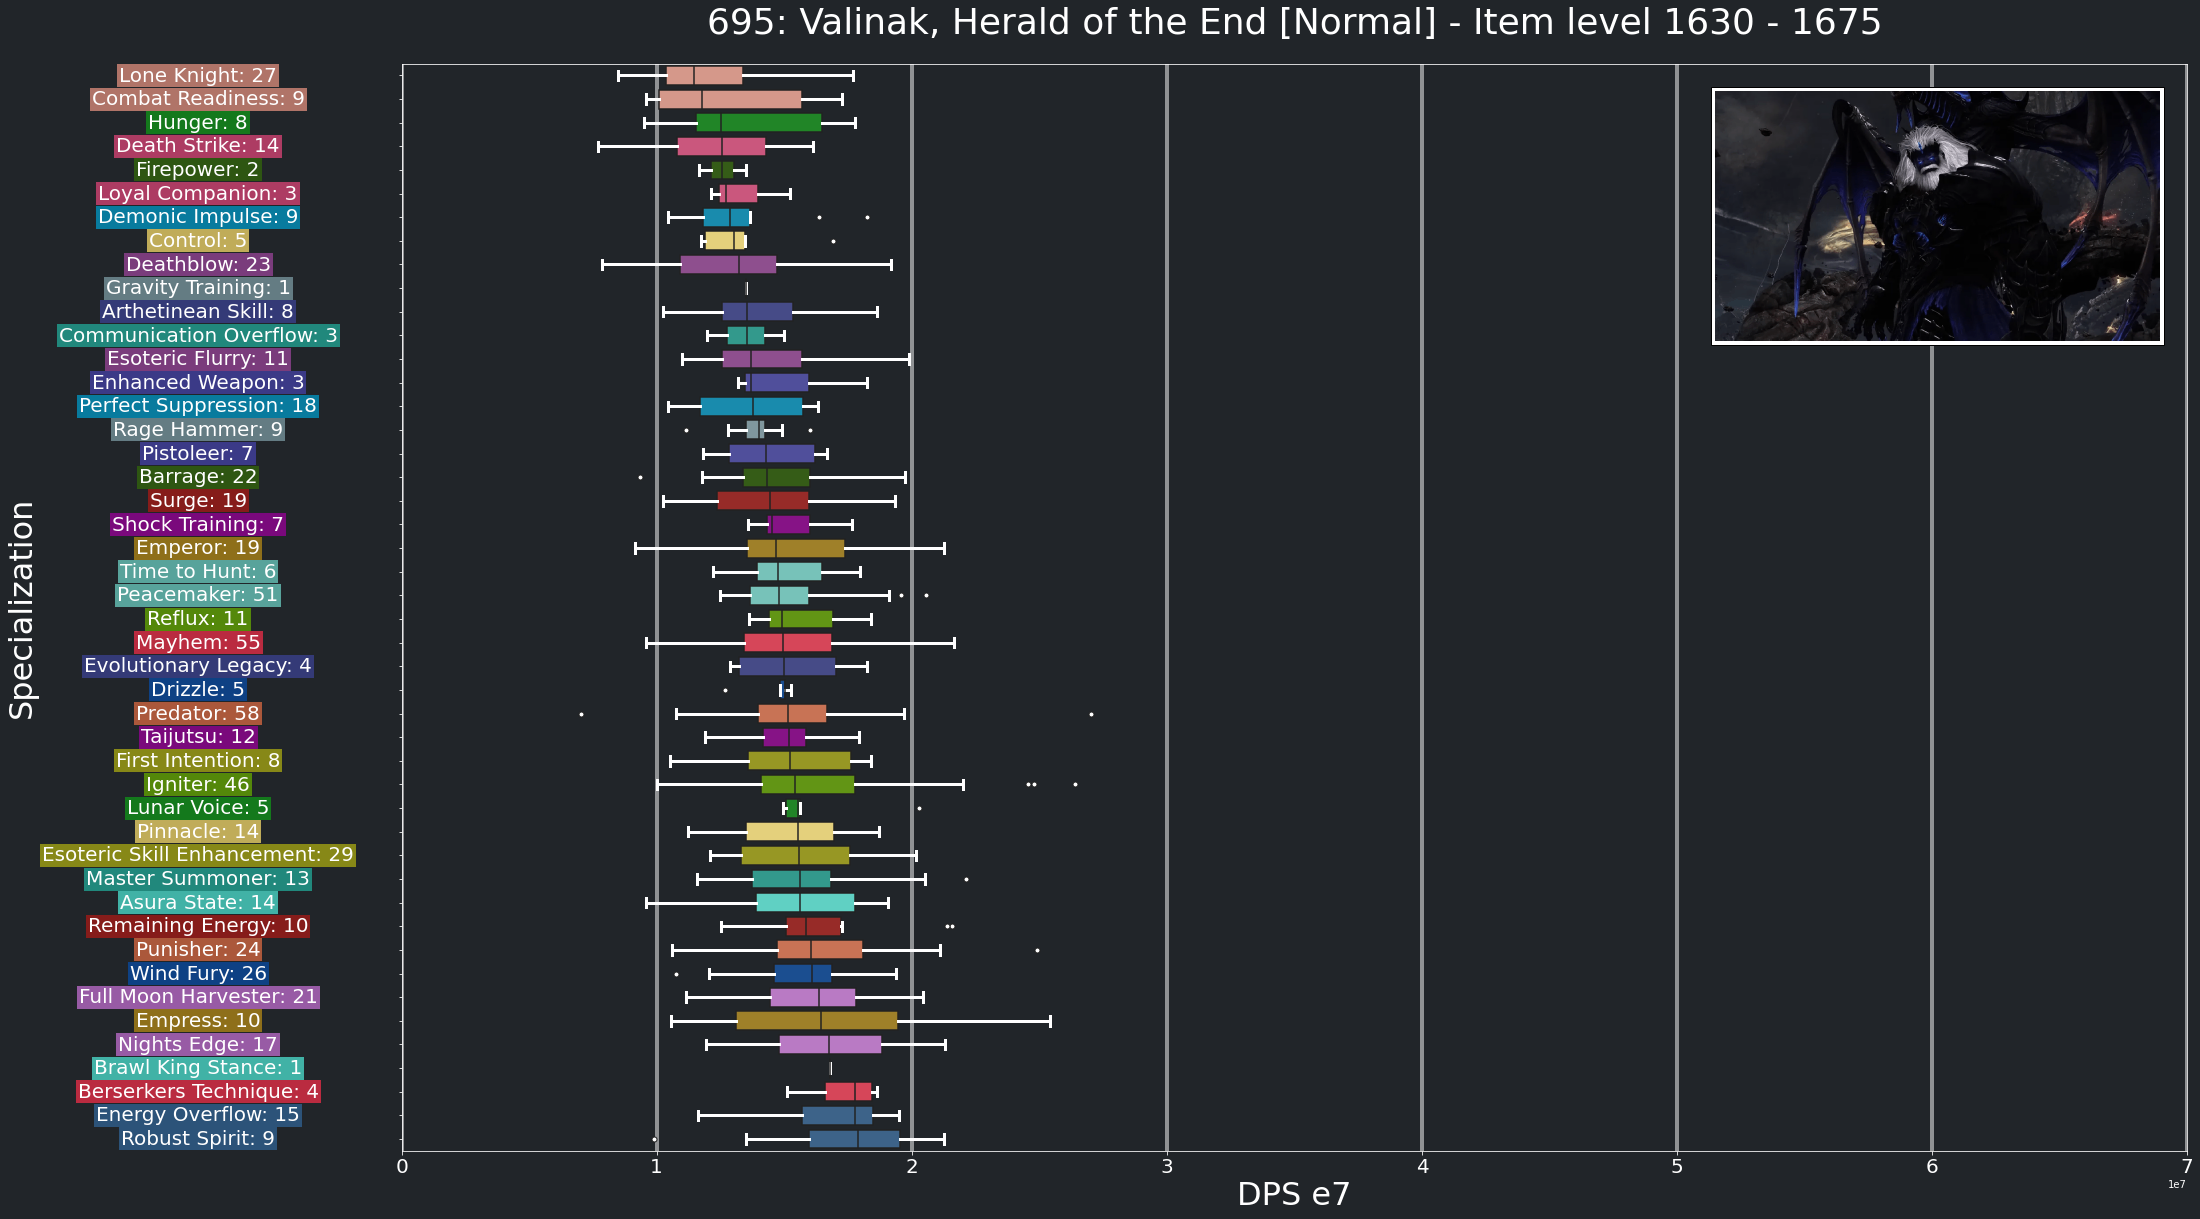 695: Valinak, Herald of the End [Normal] - Item level 1630 - 1675
Specialization
Lone Knight: 27
Combat Readiness: 9
Hunger: 8
Death Strike: 14
Firepower: 2
Loyal Companion: 3
Demonic Impulse: 9
Control: 5
Deathblow: 23
Gravity Training: 1
Arthetinean Skill: 8
Communication Overflow: 3
Esoteric Flurry: 11
Enhanced Weapon: 3
Perfect Suppression: 18
Rage Hammer: 9
Pistoleer: 7
Barrage: 22
Surge: 19
Shock Training: 7
Emperor: 19
Time to Hunt: 6
Peacemaker: 51
Reflux: 11
Mayhem: 55
Evolutionary Legacy: 4
Drizzle: 5
Predator: 58
Taijutsu: 12
First Intention: 8
Igniter: 46
Lunar Voice: 5
Pinnacle: 14
Esoteric Skill Enhancement: 29
Master Summoner: 13
Asura State: 14
Remaining Energy: 10
Punisher: 24
Wind Fury: 26
Full Moon Harvester: 21
Empress: 10
Nights Edge: 17
Brawl King Stance: 1
Berserkers Technique: 4
Energy Overflow: 15
Robust Spirit: 9
0 1 2 3 4 5 6 7
1e7
DPS e7